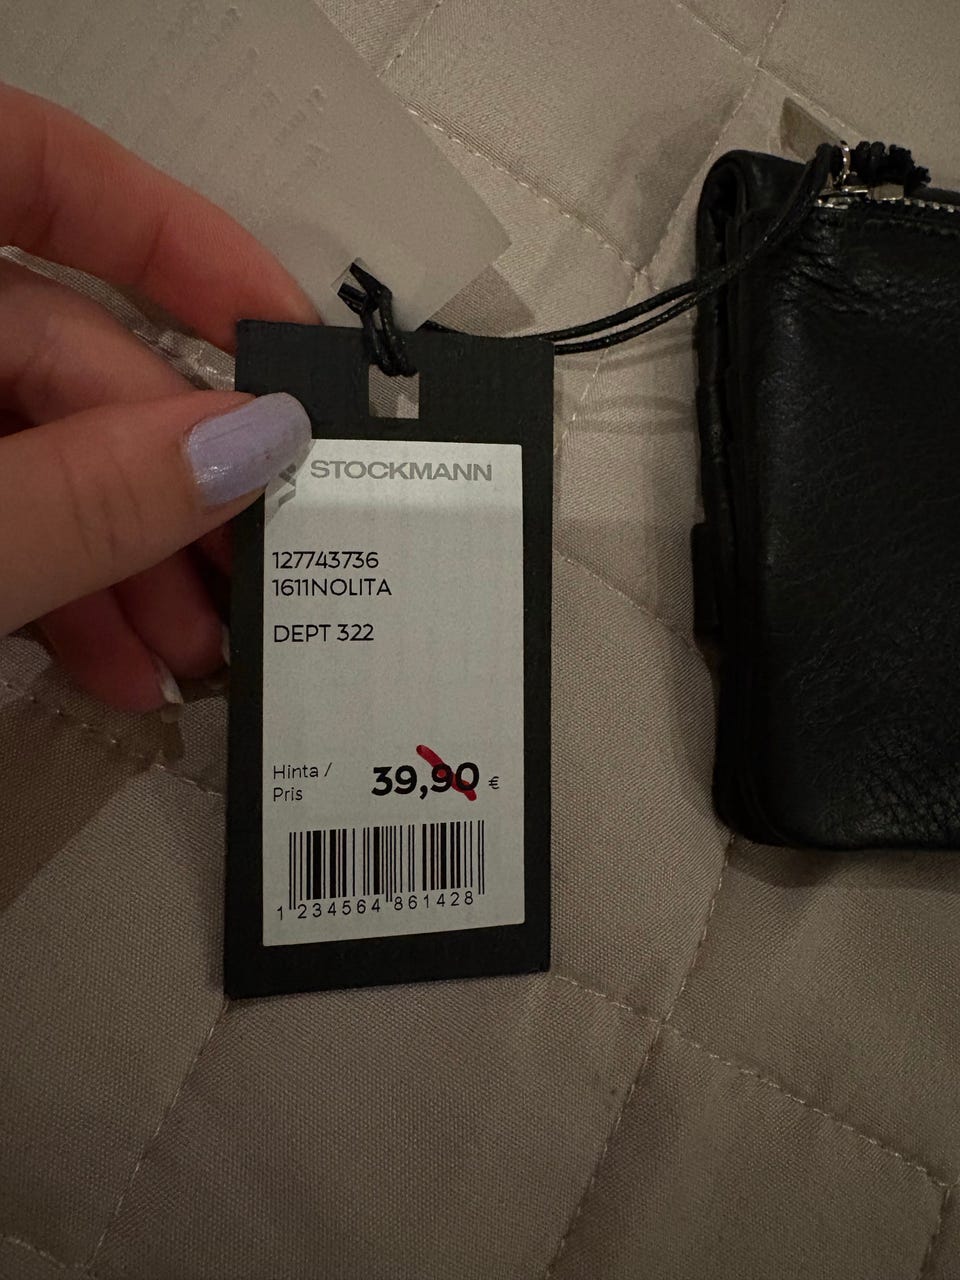 STOCKMANN
127743736
1611NOLITA
DEPT 322
Hinta /
Pris
39,90 €
1 234564 861428